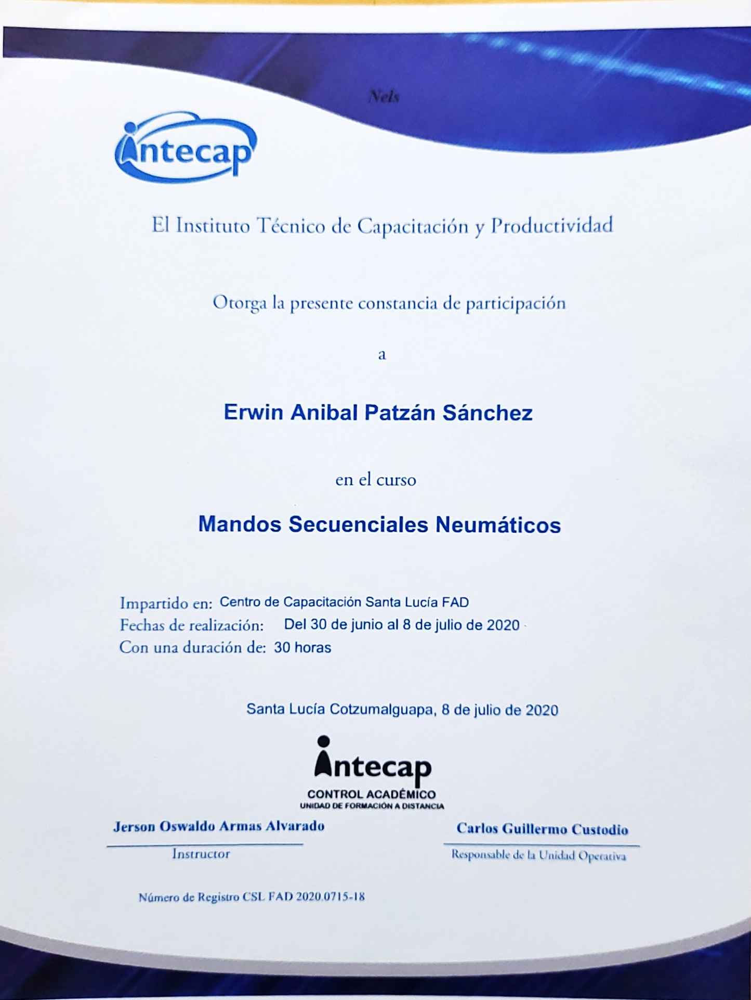 Nels
intecap
El Instituto Técnico de Capacitación y Productividad
Otorga la presente constancia de participación
a
Erwin Anibal Patzán Sánchez
en el curso
Mandos Secuenciales Neumáticos
Impartido en: Centro de Capacitación Santa Lucía FAD
Fechas de realización: Del 30 de junio al 8 de julio de 2020
Con una duración de: 30 horas
Santa Lucía Cotzumalguapa, 8 de julio de 2020
intecap
CONTROL ACADÉMICO
UNIDAD DE FORMACIÓN A DISTANCIA
Jerson Oswaldo Armas Alvarado
Instructor
Carlos Guillermo Custodio
Responsable de la Unidad Operativa
Número de Registro CSL FAD 2020.0715-18